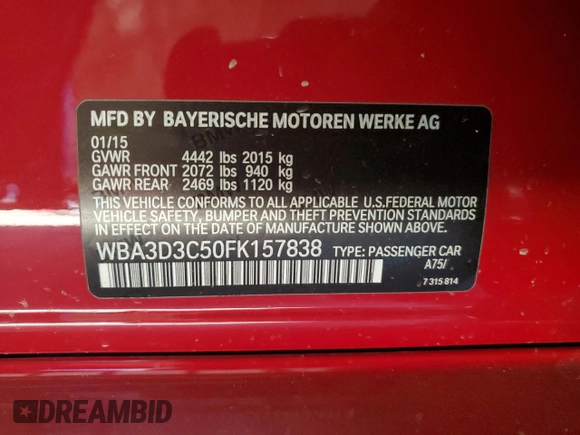 MFD BY BAYERISCHE MOTOREN WERKE AG
01/15
GVWR 4442 lbs 2015 kg
GAWR FRONT 2072 lbs 940 kg
GAWR REAR 2469 lbs 1120 kg
THIS VEHICLE CONFORMS TO ALL APPLICABLE U.S.FEDERAL MOTOR
VEHICLE SAFETY, BUMPER AND THEFT PREVENTION STANDARDS
IN EFFECT ON THE DATE OF MANUFACTURE SHOWN ABOVE.
WBA3D3C50FK157838 TYPE: PASSENGER CAR
A75/
7 315 814
DREAMBID